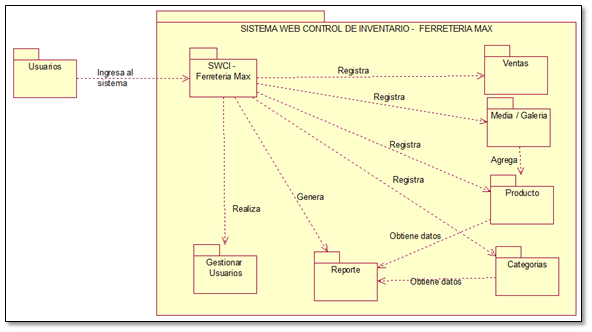 SISTEMA WEB CONTROL DE INVENTARIO - FERRETERIA MAX
Usuarios
Ingresa al
sistema
SWCI -
Ferreteria Max
Registra
Ventas
Registra
Media / Galeria
Agrega
Registra
Producto
Registra
Genera
Realiza
Obtiene datos
Gestionar
Usuarios
Reporte
Obtiene datos
Categorias